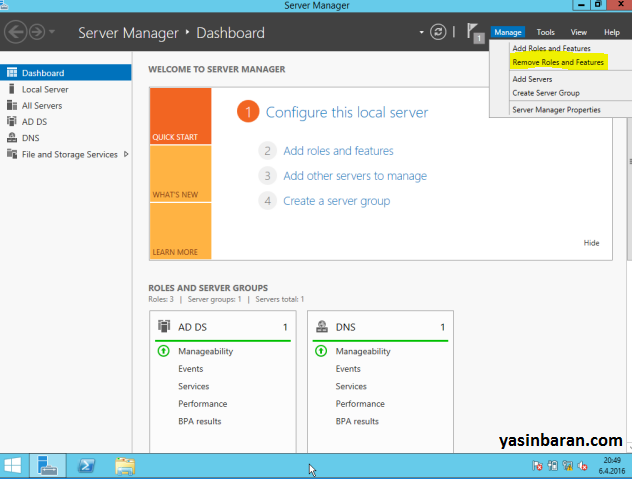 Server Manager
Server Manager ‣ Dashboard
1
Manage
Tools
View
Help
Add Roles and Features
Remove Roles and Features
Add Servers
Create Server Group
Server Manager Properties
Dashboard
Local Server
All Servers
AD DS
DNS
File and Storage Services
WELCOME TO SERVER MANAGER
QUICK START
WHAT'S NEW
LEARN MORE
1 Configure this local server
2 Add roles and features
3 Add other servers to manage
4 Create a server group
Hide
ROLES AND SERVER GROUPS
Roles: 3 | Server groups: 1 | Servers total: 1
AD DS 1
Manageability
Events
Services
Performance
BPA results
DNS 1
Manageability
Events
Services
Performance
BPA results
yasinbaran.com
20:49
6.4.2016